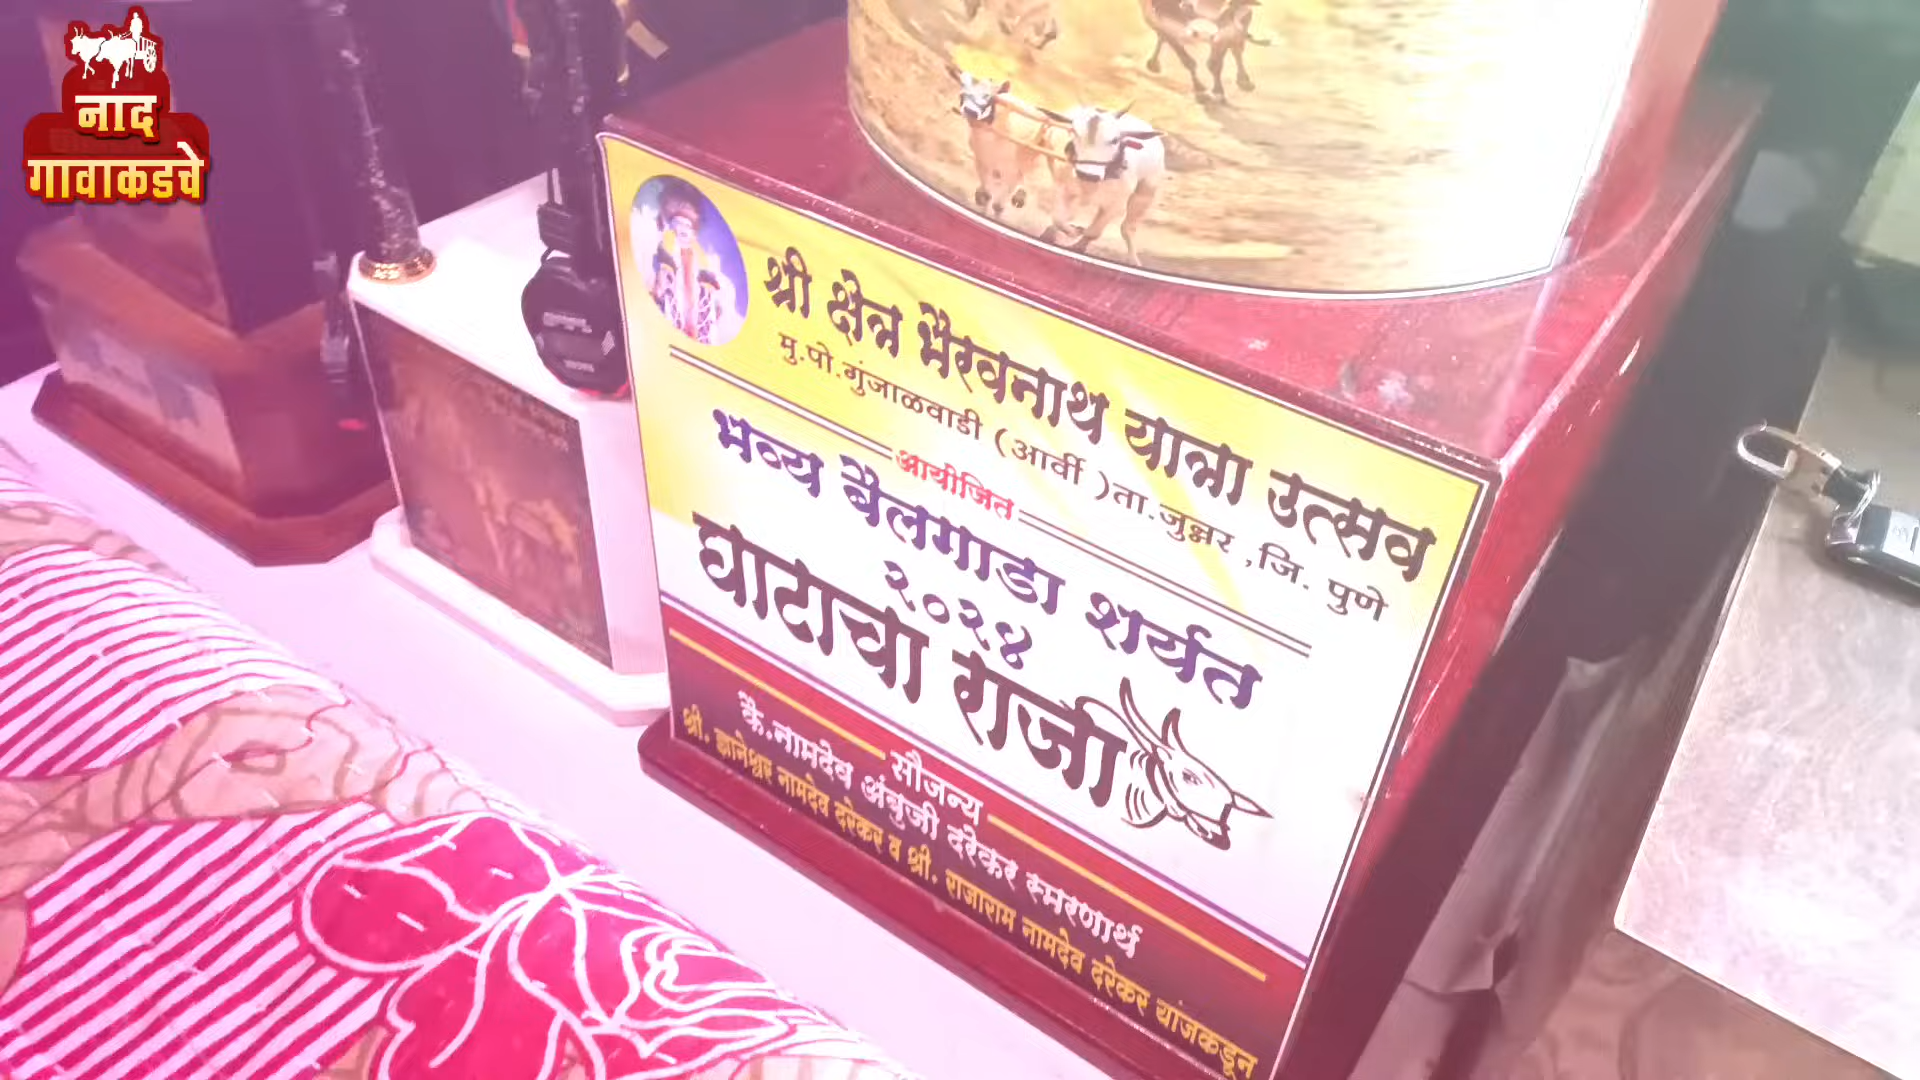 नाद
गावाकडचे
श्री क्षेत्र भैरवनाथ यात्रा उत्सव
मु.पो.गुंजाळवाडी (आर्वी )ता.जुन्नर ,जि. पुणे
आयोजित
भव्य बैलगाडा शर्यत
२०२४
घाटाचा राजा
सौजन्य
कै.नामदेव अंबुजी दरेकर स्मरणार्थ
श्री. ज्ञानेश्वर नामदेव दरेकर व श्री. राजाराम नामदेव दरेकर यांजकडून